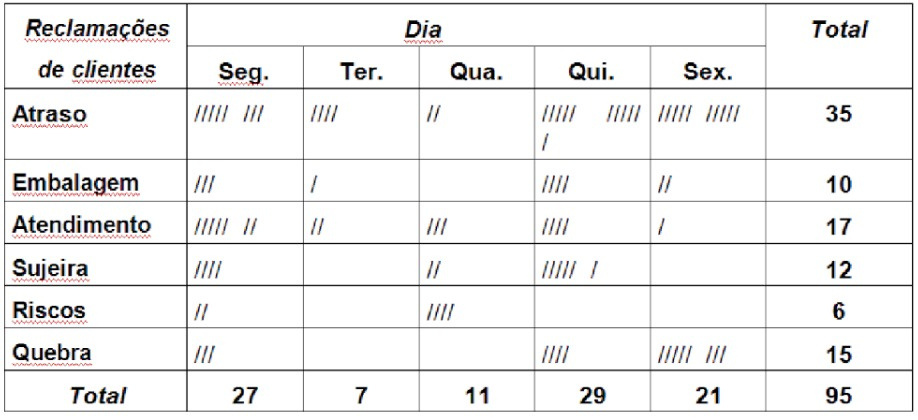 Reclamações de clientes Dia Total
Seg. Ter. Qua. Qui. Sex.
Atraso ///// /// //// // ///// ///// / ///// ///// 35
Embalagem /// / //// // 10
Atendimento ///// // // /// //// / 17
Sujeira //// // ///// / 12
Riscos // //// 6
Quebra /// //// ///// /// 15
Total 27 7 11 29 21 95